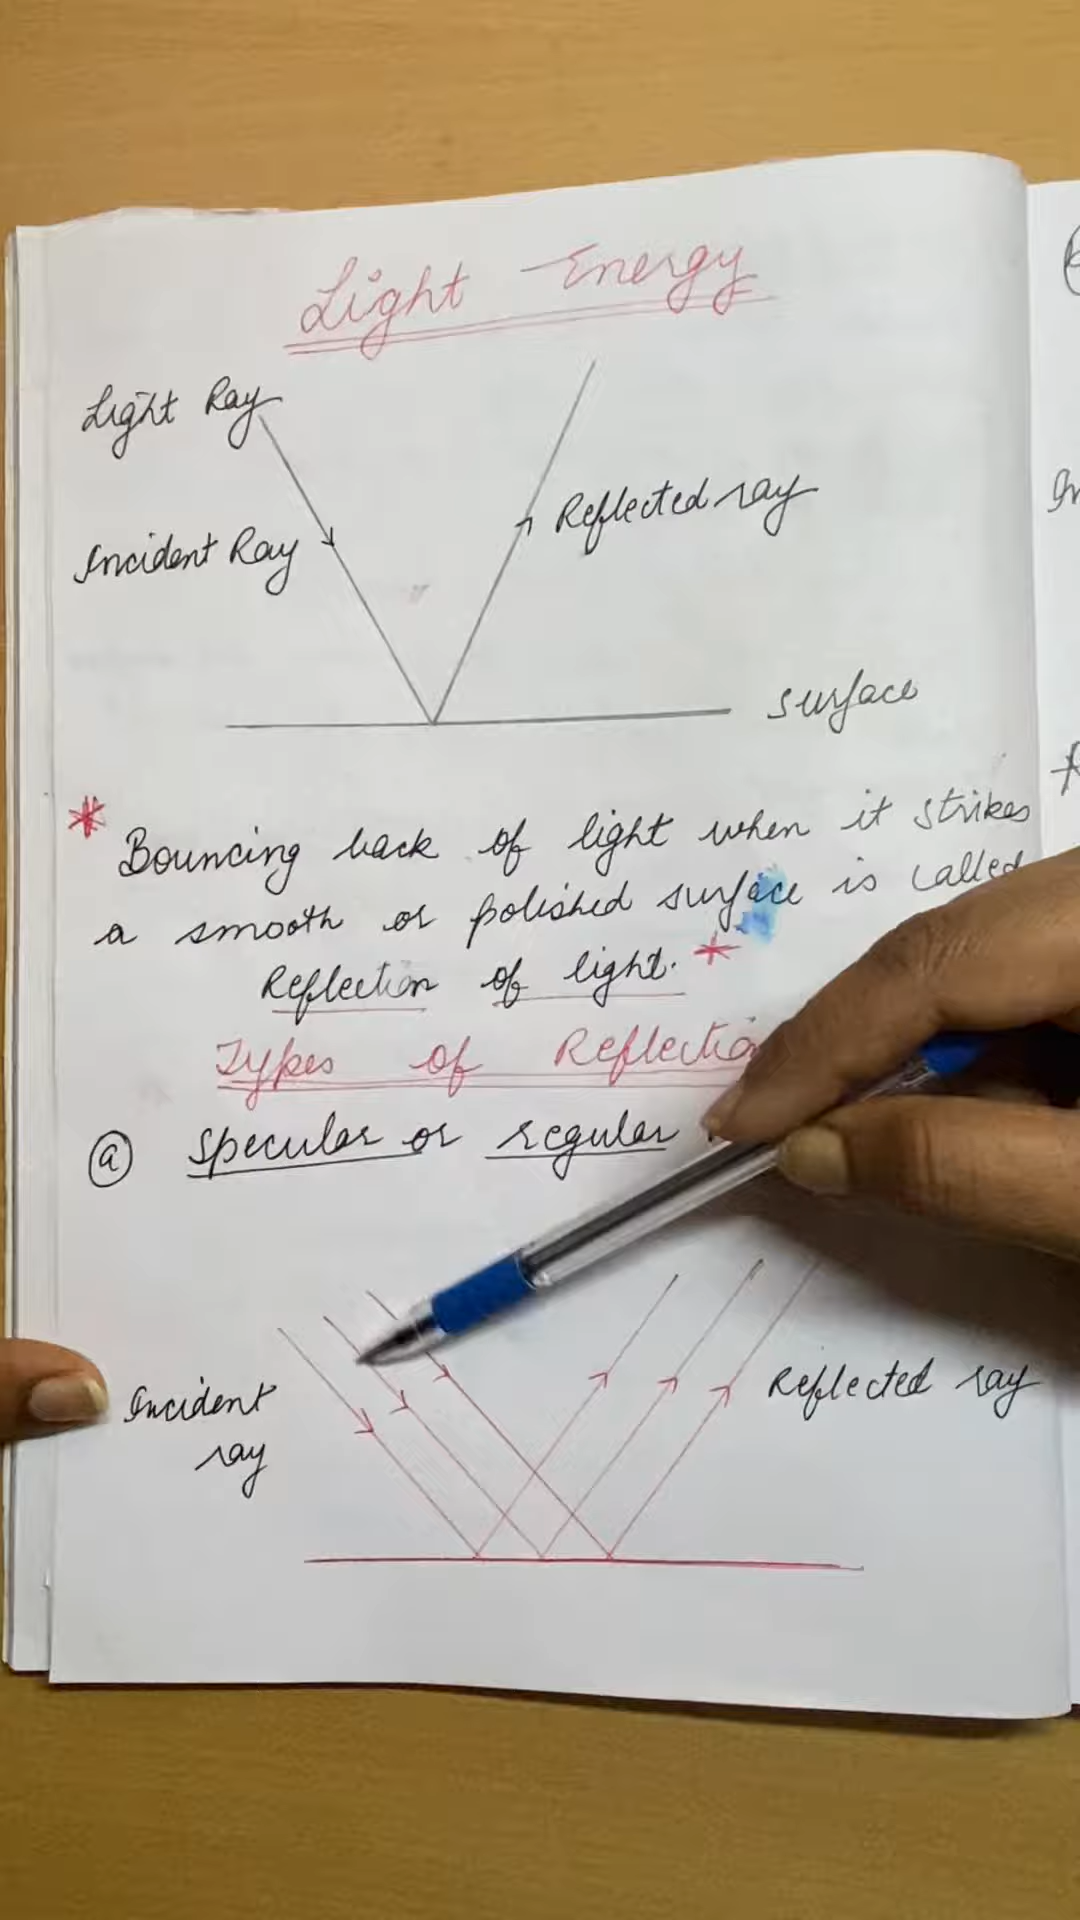 Light Energy
Light Ray
Incident Ray
Reflected ray
surface
* Bouncing back of light when it strikes
a smooth or polished surface is called
Reflection of light. *
Types of Reflection
(a) Specular or regular
Incident
ray
Reflected ray